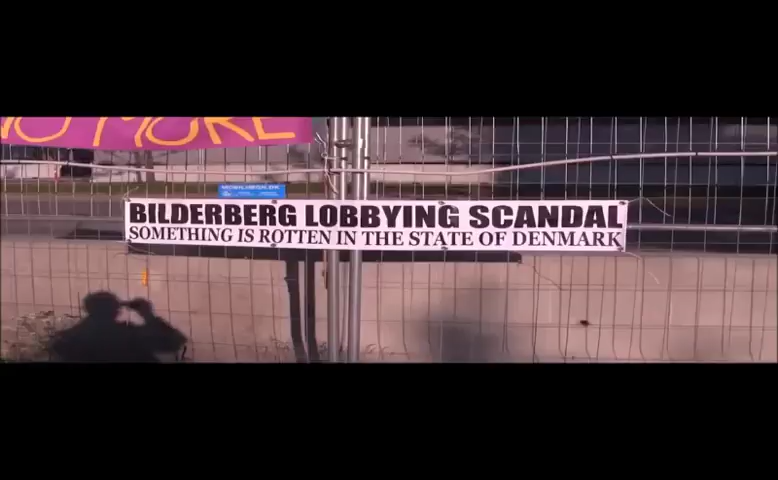 NO MORE
BILDERBERG LOBBYING SCANDAL
SOMETHING IS ROTTEN IN THE STATE OF DENMARK